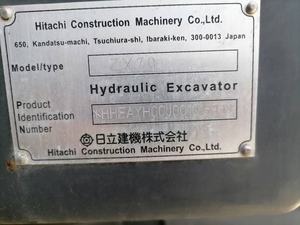 Hitachi Construction Machinery Co.,Ltd.
650, Kandatsu-machi, Tsuchiura-shi, Ibaraki-ken, 300-0013 Japan
Model/type
Hydraulic Excavator
Product
Identification
Number
日立建機株式会社
Hitachi Construction Machinery Co.,Ltd.